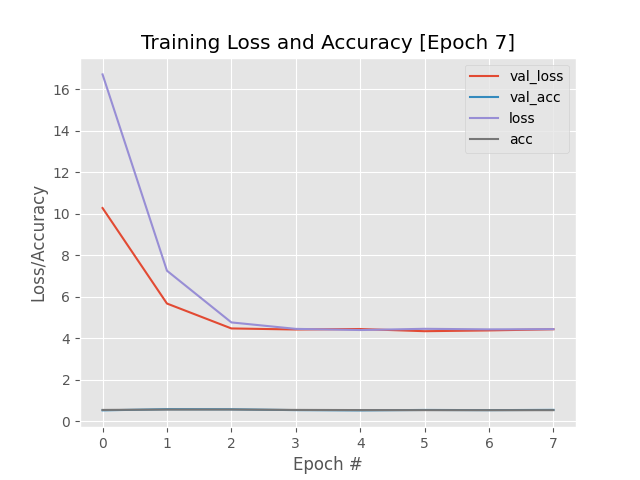 Training Loss and Accuracy [Epoch 7]
val_loss
val_acc
loss
acc
Loss/Accuracy
16
14
12
10
8
6
4
2
0
0 1 2 3 4 5 6 7
Epoch #